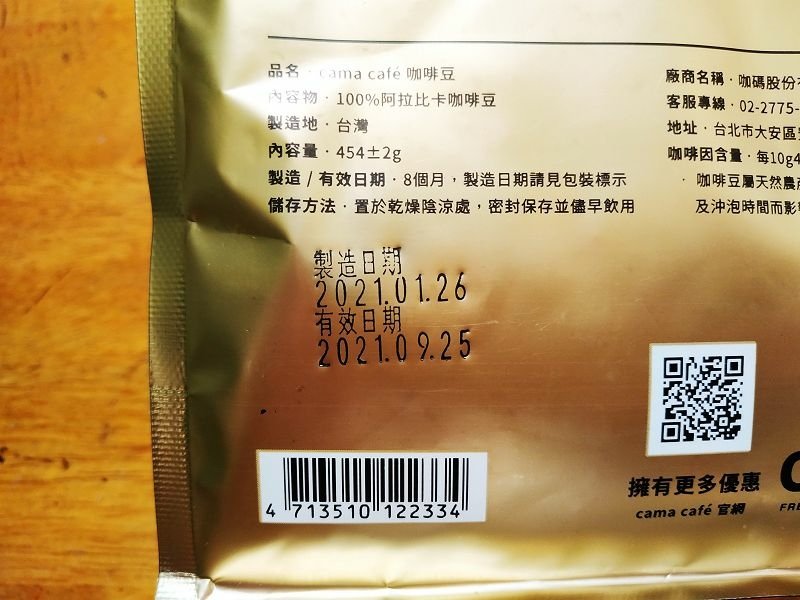 品名・cama café 咖啡豆
內容物・100%阿拉比卡咖啡豆
製造地・台灣
內容量・454±2g
製造 / 有效日期・8個月，製造日期請見包裝標示
儲存方法・置於乾燥陰涼處，密封保存並儘早飲用
廠商名稱・咖碼股份
客服專線・02-2775-
地址・台北市大安區
咖啡因含量・每10g4
・咖啡豆屬天然農
及沖泡時間而影
製造日期
2021.01.26
有效日期
2021.09.25
4 713510 122334
擁有更多優惠
cama café 官網
FRE